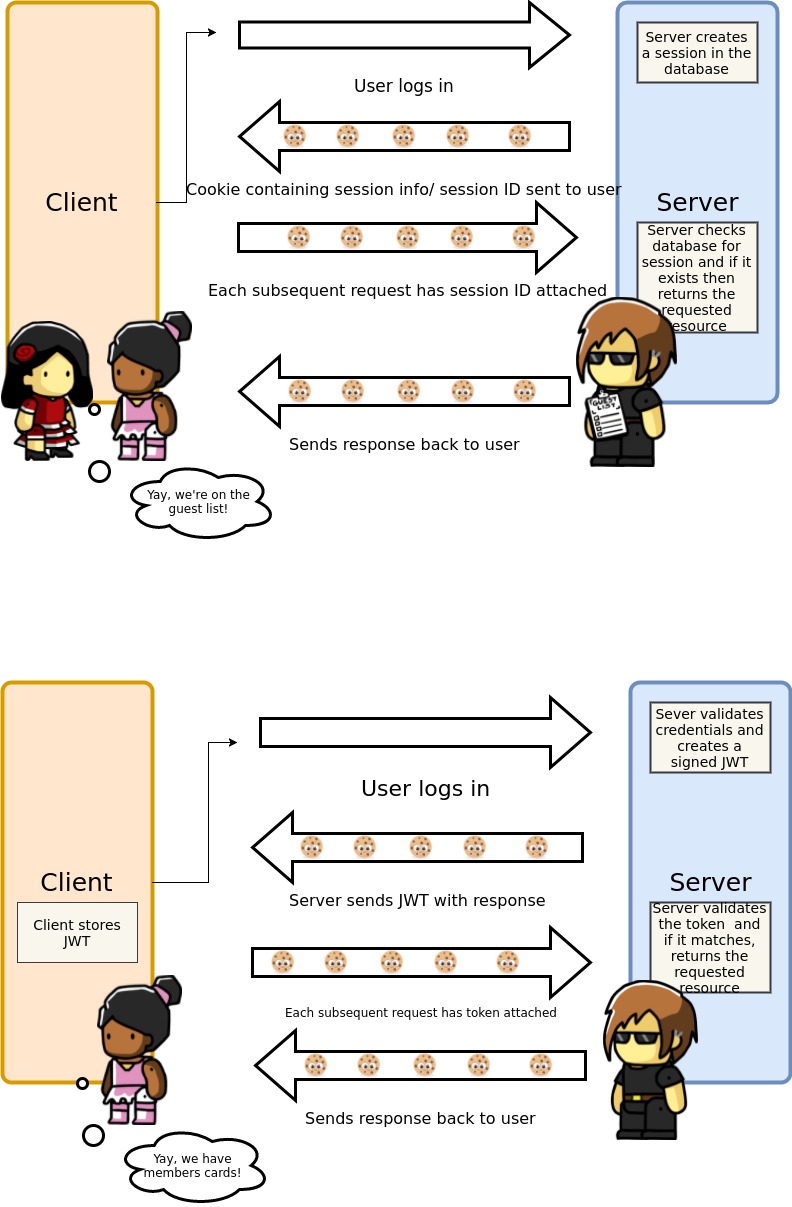 Server creates
a session in the
database
User logs in
Cookie containing session info/ session ID sent to user
Client
Server
Server checks
database for
session and if it
exists then
returns the
requested
resource
Each subsequent request has session ID attached
GUEST
LIST
Sends response back to user
Yay, we're on the
guest list!
Sever validates
credentials and
creates a
signed JWT
User logs in
Client
Server
Server sends JWT with response
Client stores
JWT
Server validates
the token and
if it matches,
returns the
requested
resource
Each subsequent request has token attached
Sends response back to user
Yay, we have
members cards!